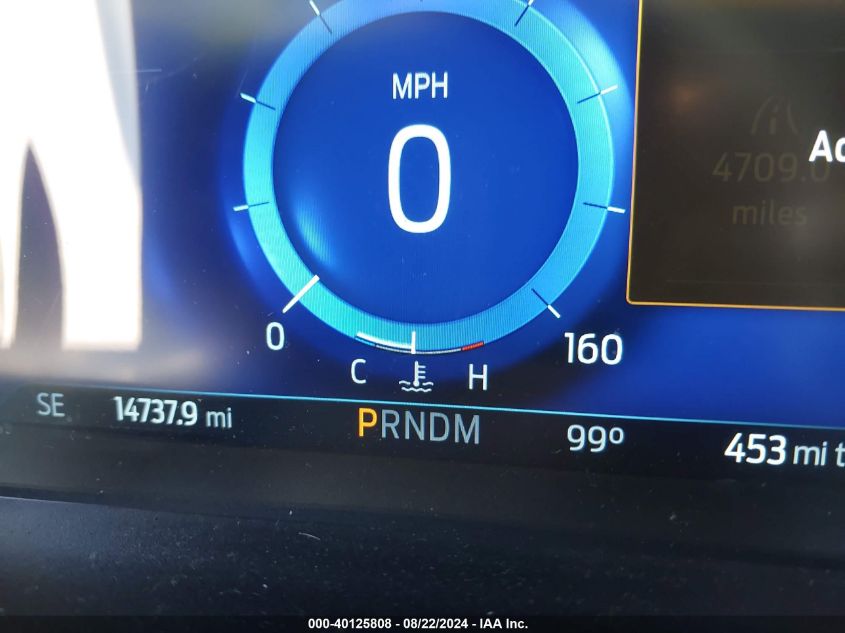 MPH
0
4709.0
miles
0
160
C
H
SE
14737.9 mi
PRNDM
99º
453 mi
000-40125808 - 08/22/2024 - IAA Inc.